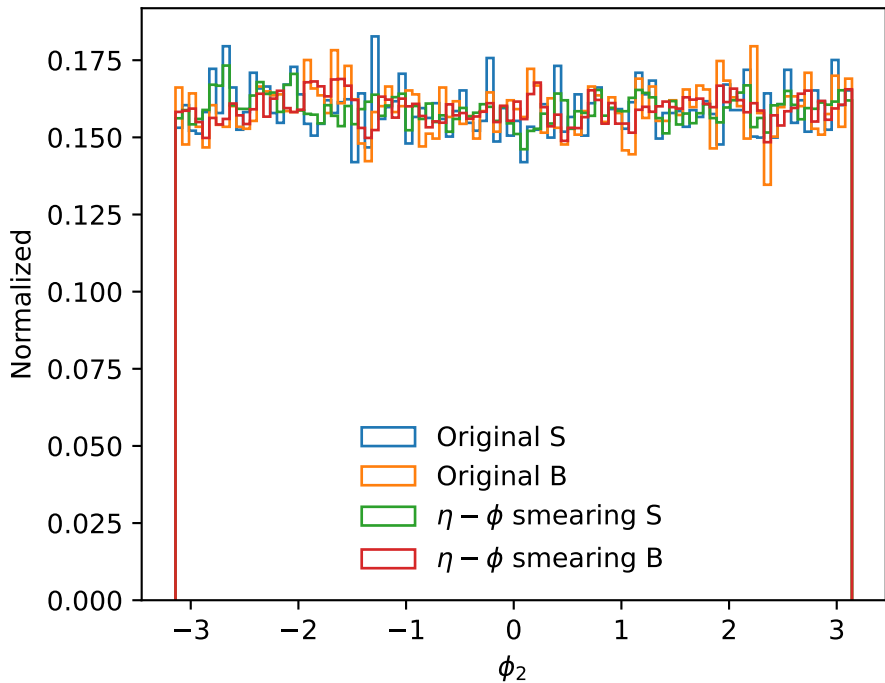 0.175
0.150
0.125
0.100
0.075
0.050
0.025
0.000
Normalized
Original S
Original B
η − ϕ smearing S
η − ϕ smearing B
−3 −2 −1 0 1 2 3
ϕ₂